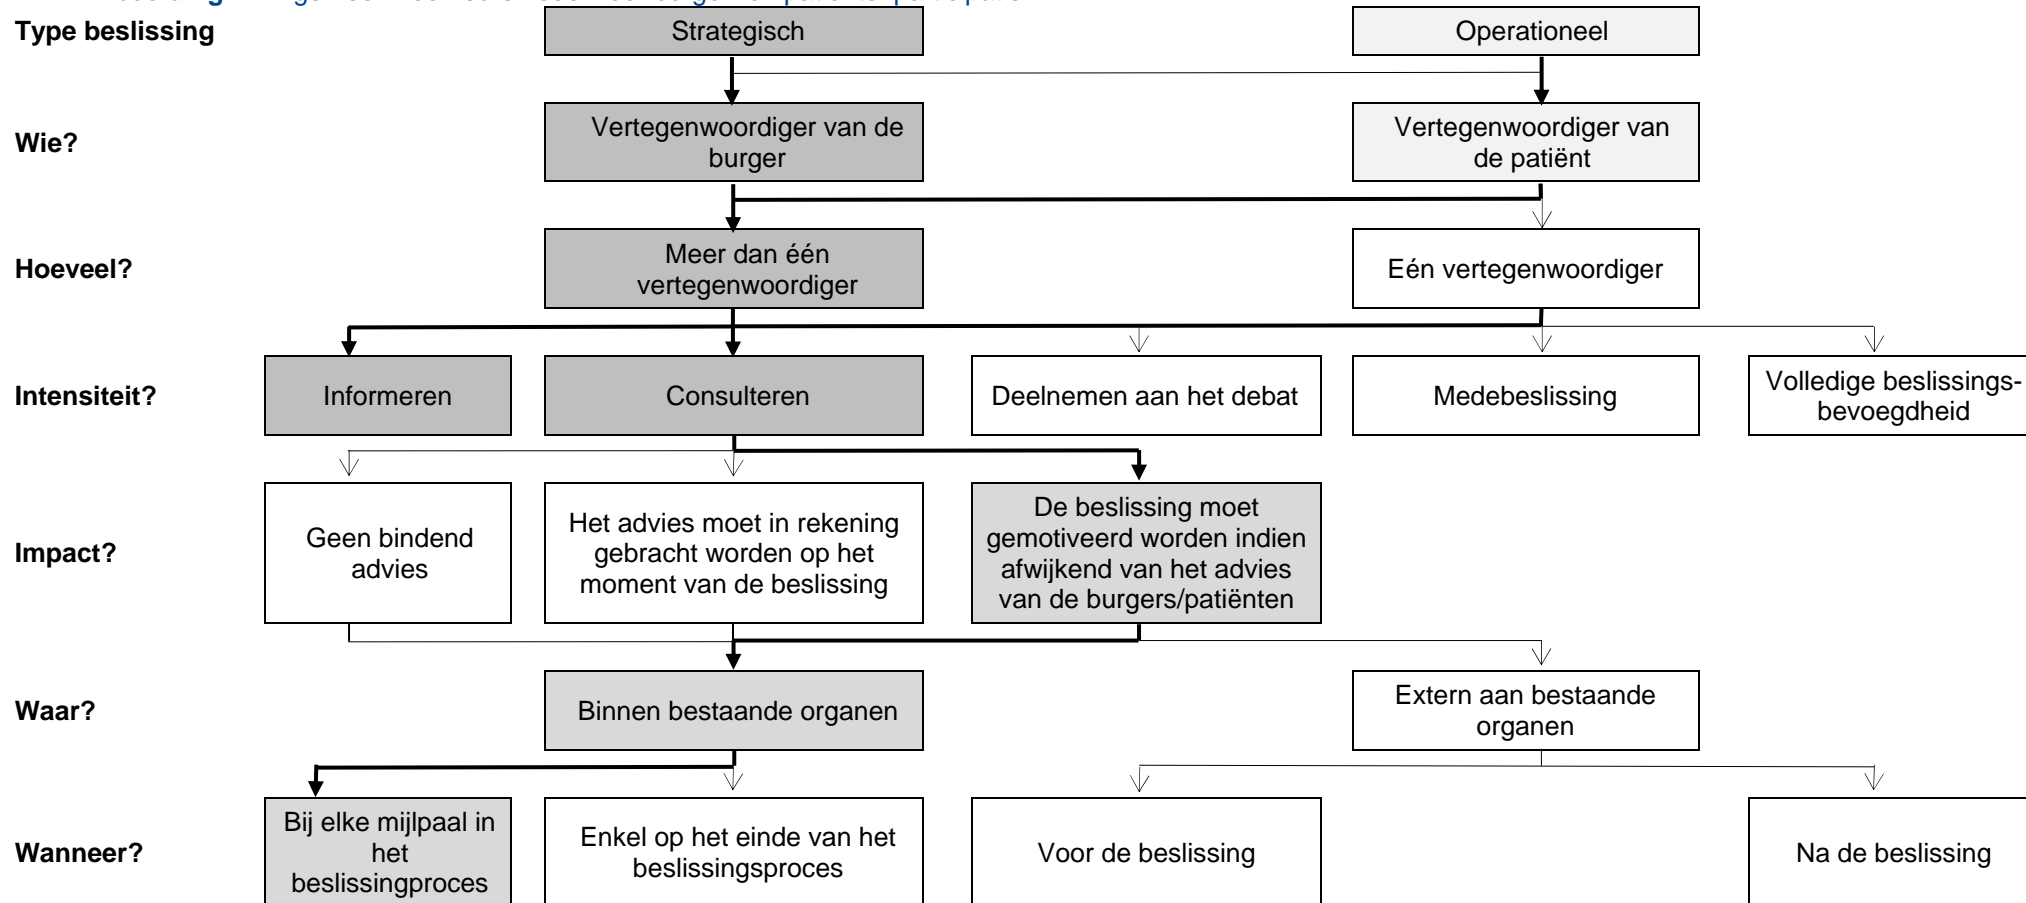 Type beslissing
Strategisch
Operationeel
Wie?
Vertegenwoordiger van de
burger
Vertegenwoordiger van
de patiënt
Hoeveel?
Meer dan één
vertegenwoordiger
Eén vertegenwoordiger
Intensiteit?
Informeren
Consulteren
Deelnemen aan het debat
Medebeslissing
Volledige beslissings-
bevoegdheid
Impact?
Geen bindend
advies
Het advies moet in rekening
gebracht worden op het
moment van de beslissing
De beslissing moet
gemotiveerd worden indien
afwijkend van het advies
van de burgers/patiënten
Waar?
Binnen bestaande organen
Extern aan bestaande
organen
Wanneer?
Bij elke mijlpaal in
het
beslissingproces
Enkel op het einde van het
beslissingsproces
Voor de beslissing
Na de beslissing